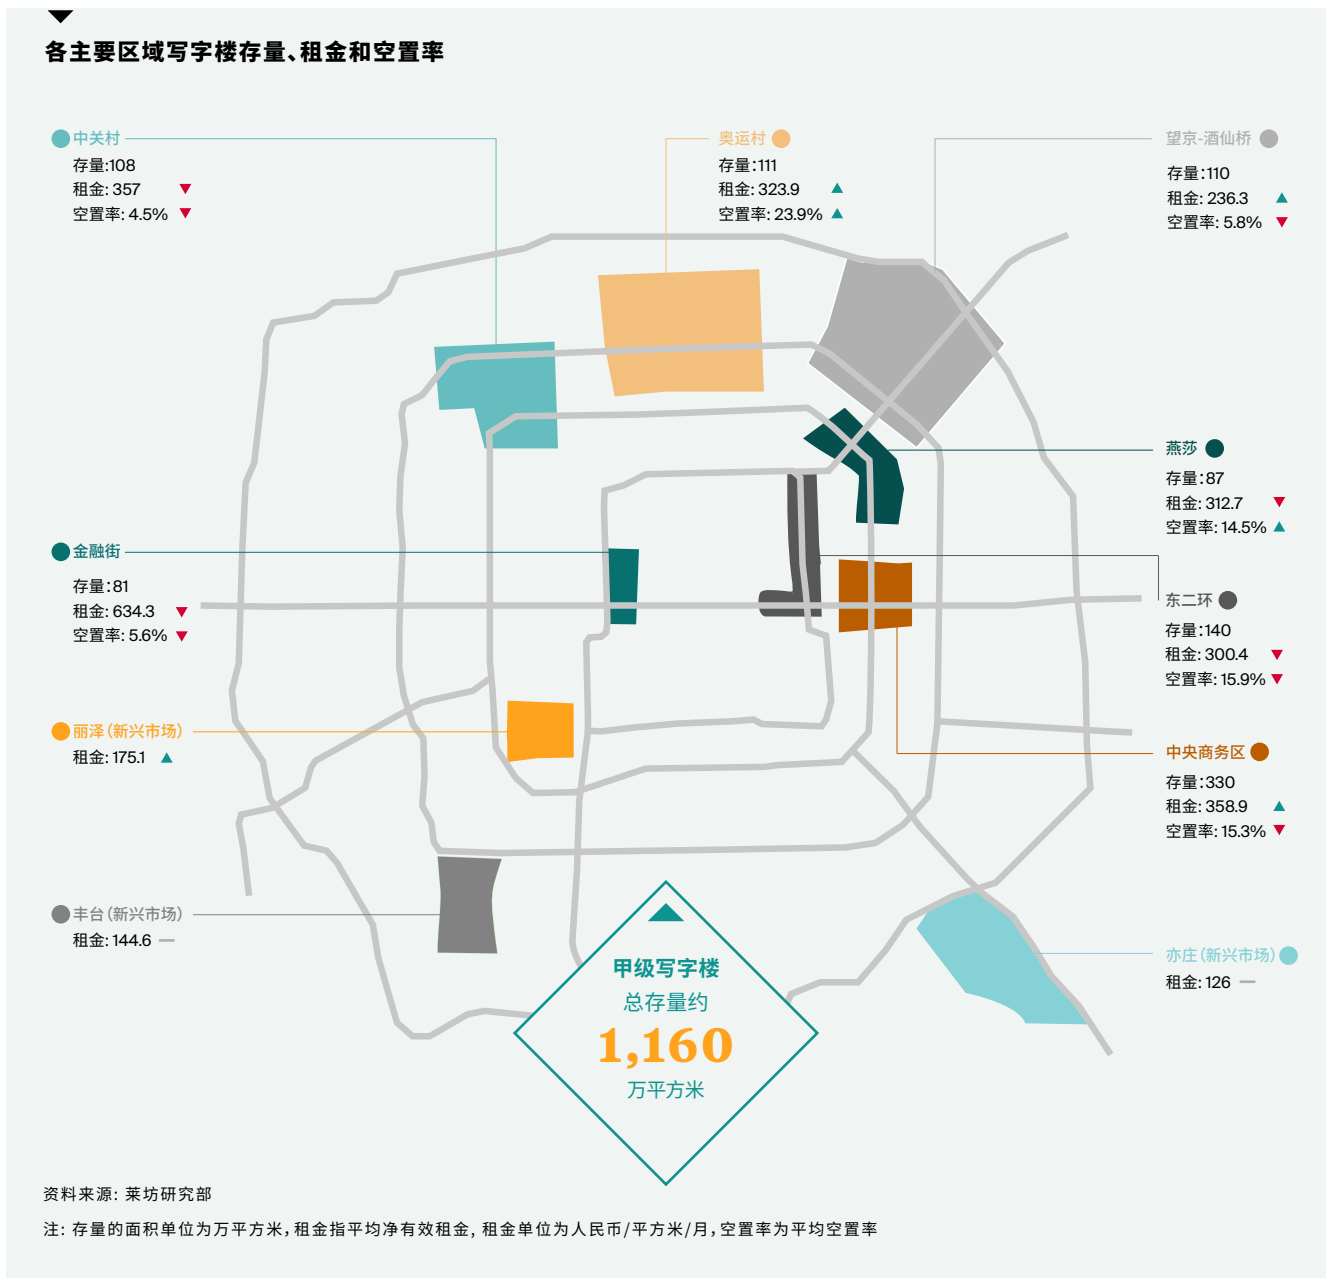 各主要区域写字楼存量、租金和空置率
中关村
存量:108
租金: 357
空置率: 4.5%
奥运村
存量:111
租金: 323.9
空置率: 23.9%
望京-酒仙桥
存量:110
租金: 236.3
空置率: 5.8%
燕莎
存量:87
租金: 312.7
空置率: 14.5%
金融街
存量:81
租金: 634.3
空置率: 5.6%
东二环
存量:140
租金: 300.4
空置率: 15.9%
丽泽(新兴市场)
租金: 175.1
中央商务区
存量:330
租金: 358.9
空置率: 15.3%
丰台(新兴市场)
租金: 144.6 —
亦庄(新兴市场)
租金: 126 —
甲级写字楼
总存量约
1,160
万平方米
资料来源: 莱坊研究部
注: 存量的面积单位为万平方米,租金指平均净有效租金, 租金单位为人民币/平方米/月,空置率为平均空置率